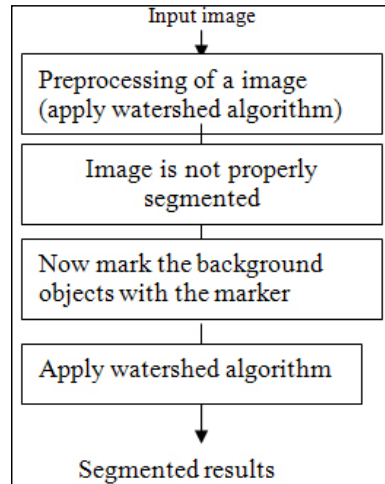 Input image
Preprocessing of a image
(apply watershed algorithm)
Image is not properly
segmented
Now mark the background
objects with the marker
Apply watershed algorithm
Segmented results